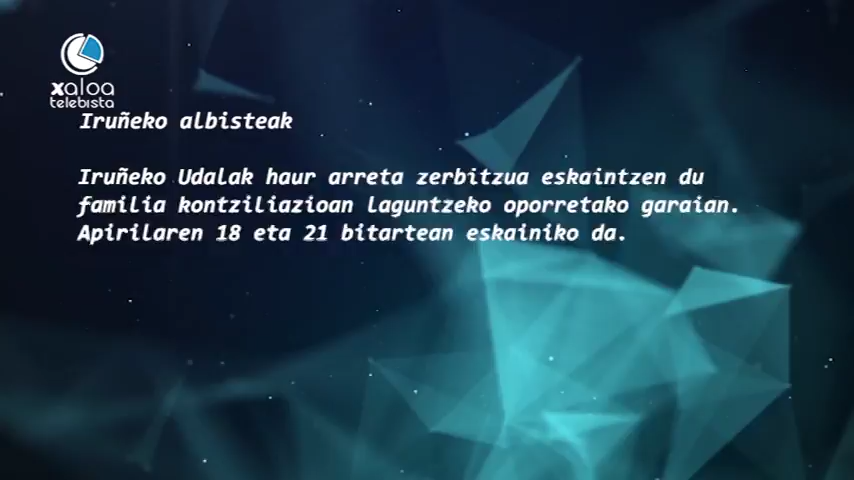 xaloa
telebista
Iruñeko albisteak
Iruñeko Udalak haur arreta zerbitzua eskaintzen du
familia kontziliazioan laguntzeko oporretako garaian.
Apirilaren 18 eta 21 bitartean eskainiko da.